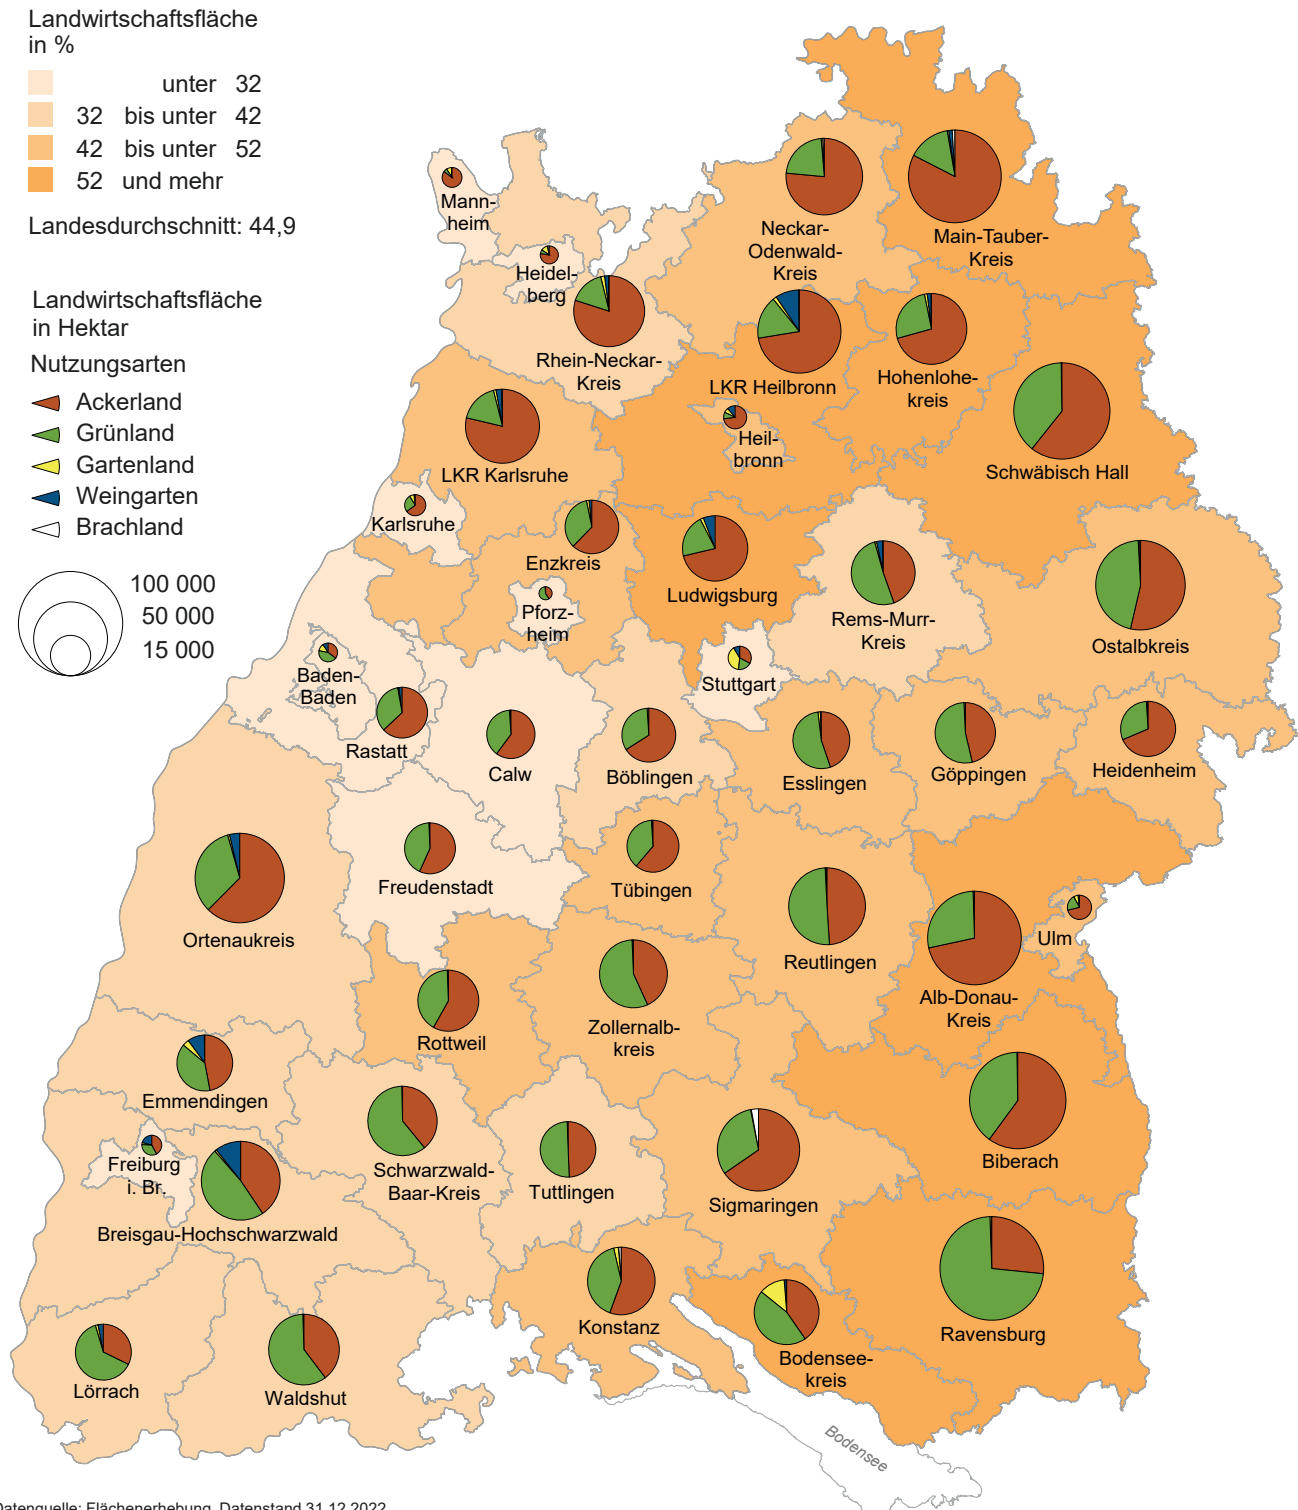 Landwirtschaftsfläche
in %
unter 32
32 bis unter 42
42 bis unter 52
52 und mehr
Landesdurchschnitt: 44,9
Landwirtschaftsfläche
in Hektar
Nutzungsarten
Ackerland
Grünland
Gartenland
Weingarten
Brachland
100 000
50 000
15 000
Mann-
heim
Heidel-
berg
Rhein-Neckar-
Kreis
Neckar-
Odenwald-
Kreis
Main-Tauber-
Kreis
LKR Heilbronn
Hohenlohe-
kreis
Schwäbisch Hall
Heil-
bronn
LKR Karlsruhe
Karlsruhe
Enzkreis
Pforz-
heim
Ludwigsburg
Rems-Murr-
Kreis
Ostalbkreis
Stuttgart
Baden-
Baden
Rastatt
Calw
Böblingen
Esslingen
Göppingen
Heidenheim
Freudenstadt
Tübingen
Ortenaukreis
Reutlingen
Ulm
Alb-Donau-
Kreis
Rottweil
Zollernalb-
kreis
Emmendingen
Freiburg
i. Br.
Schwarzwald-
Baar-Kreis
Tuttlingen
Sigmaringen
Biberach
Breisgau-Hochschwarzwald
Konstanz
Bodensee-
kreis
Ravensburg
Lörrach
Waldshut
Bodensee
Datenquelle: Flächenerhebung, Datenstand 31.12.2022